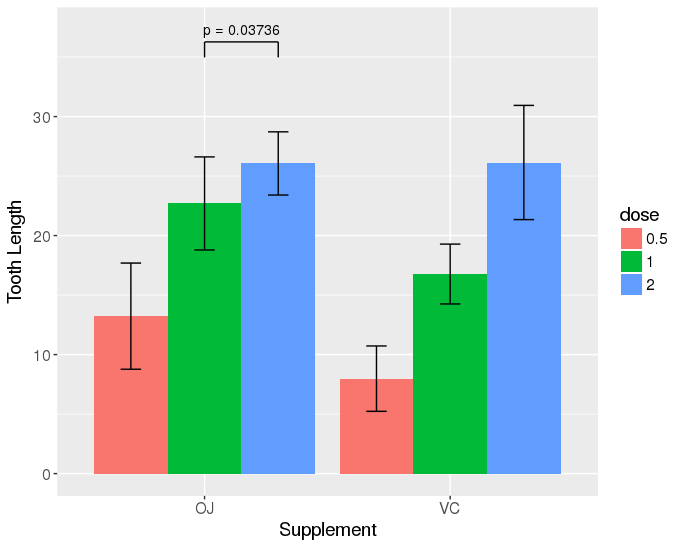 p = 0.03736
Tooth Length
30
20
10
0
OJ
VC
Supplement
dose
0.5
1
2